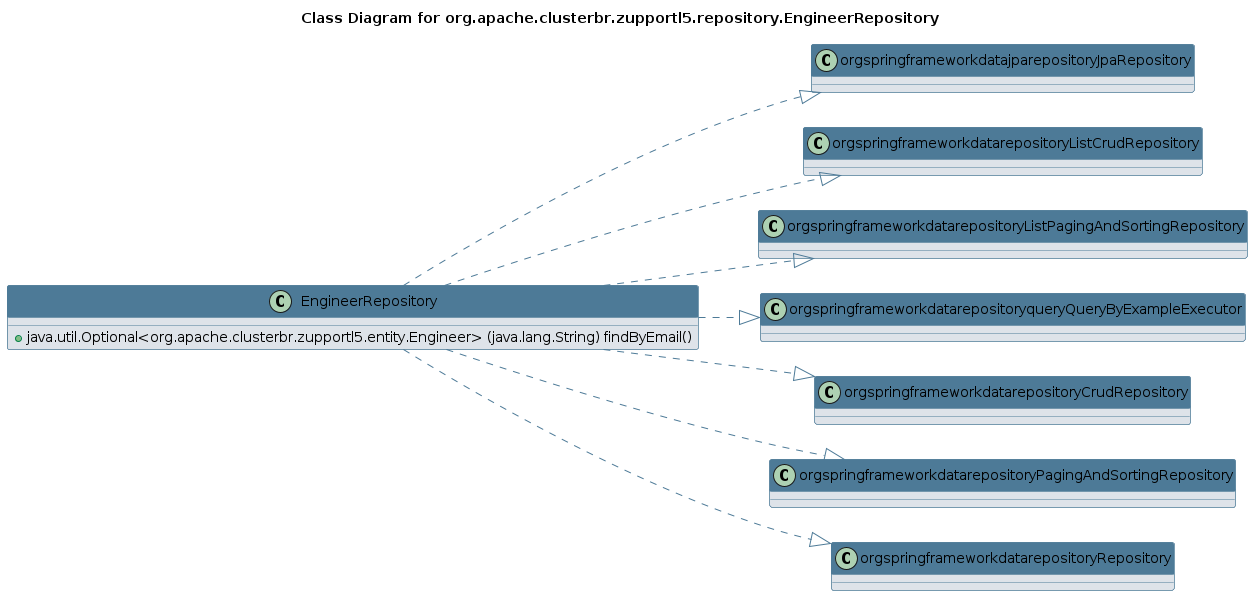 Class Diagram for org.apache.clusterbr.zupportl5.repository.EngineerRepository
C orgspringframeworkdatajparepositoryJpaRepository
C orgspringframeworkdatarepositoryListCrudRepository
C orgspringframeworkdatarepositoryListPagingAndSortingRepository
C EngineerRepository
java.util.Optional<org.apache.clusterbr.zupportl5.entity.Engineer> (java.lang.String) findByEmail()
C orgspringframeworkdatarepositoryqueryQueryByExampleExecutor
C orgspringframeworkdatarepositoryCrudRepository
C orgspringframeworkdatarepositoryPagingAndSortingRepository
C orgspringframeworkdatarepositoryRepository